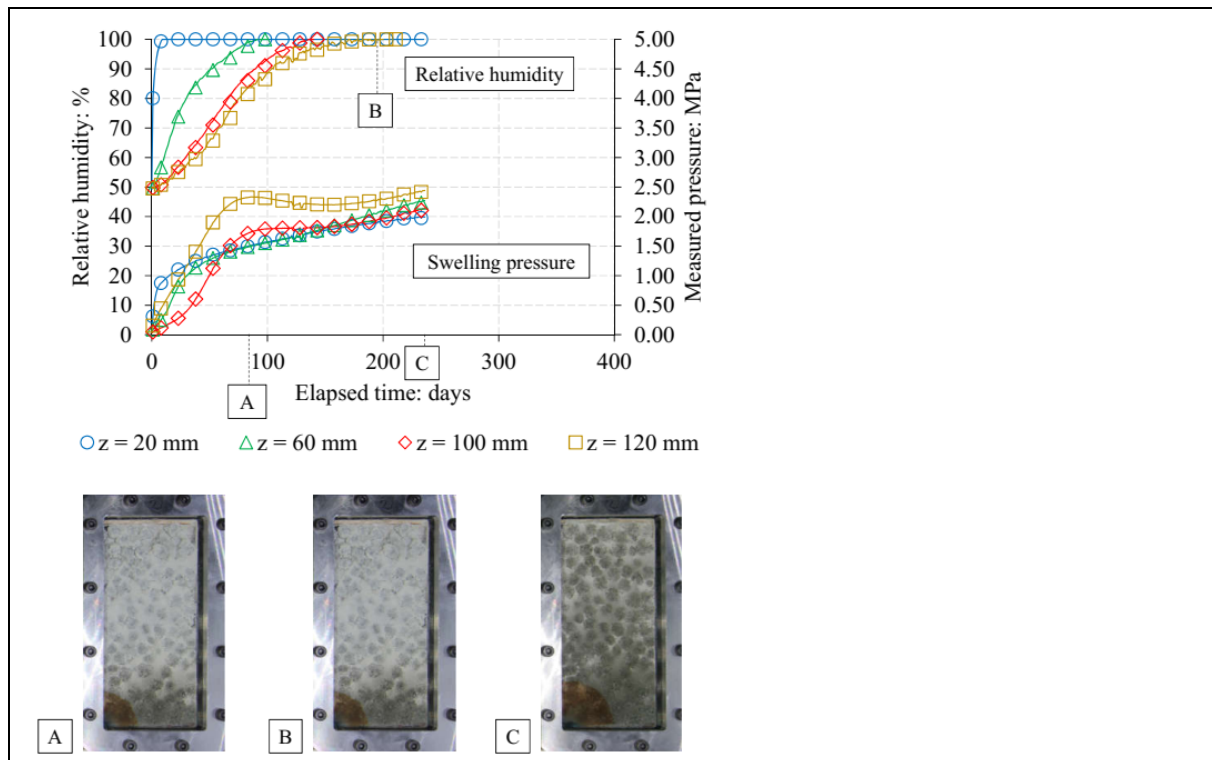 100
90
80
70
60
50
40
30
20
10
0
Relative humidity: %
5.00
4.50
4.00
3.50
3.00
2.50
2.00
1.50
1.00
0.50
0.00
Measured pressure: MPa
Relative humidity
B
Swelling pressure
0 100 200 300 400
C
A
Elapsed time: days
z = 20 mm z = 60 mm z = 100 mm z = 120 mm
A B C